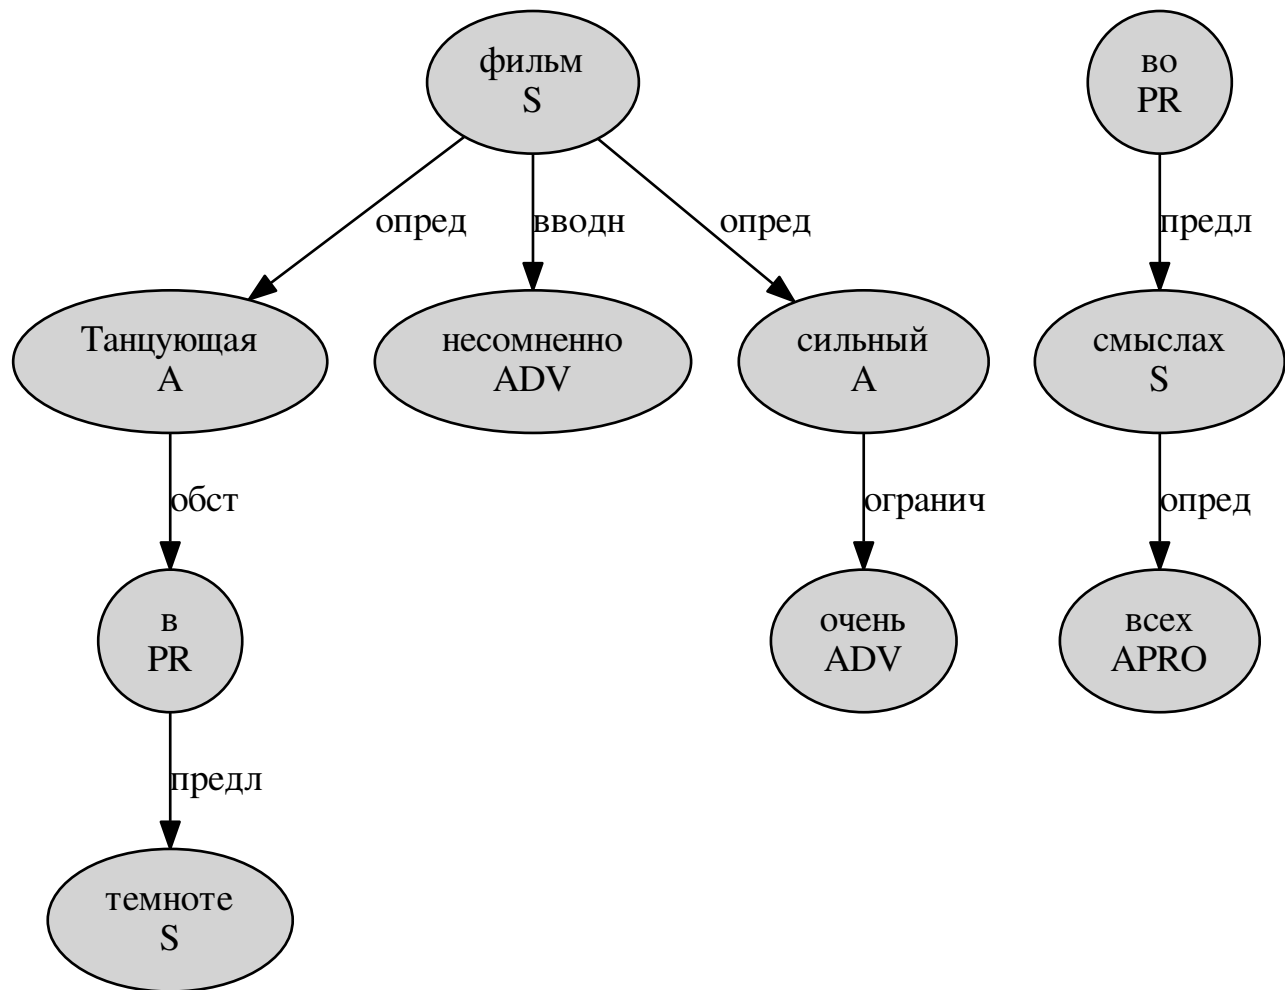 фильм
S
во
PR
опред
вводн
опред
предл
Танцующая
A
несомненно
ADV
сильный
A
смыслах
S
обст
огранич
опред
в
PR
очень
ADV
всех
APRO
предл
темноте
S